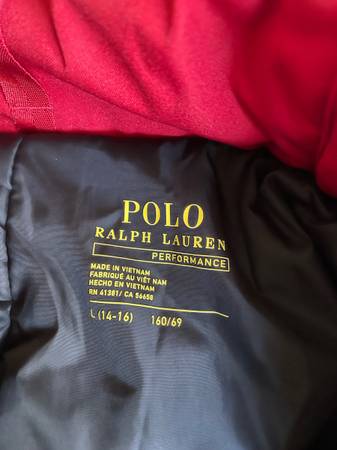 POLO
RALPH LAUREN
PERFORMANCE
MADE IN VIETNAM
FABRIQUÉ AU VIÊT NAM
HECHO EN VIETNAM
RN 41381/ CA 56658
L (14-16) 160/69